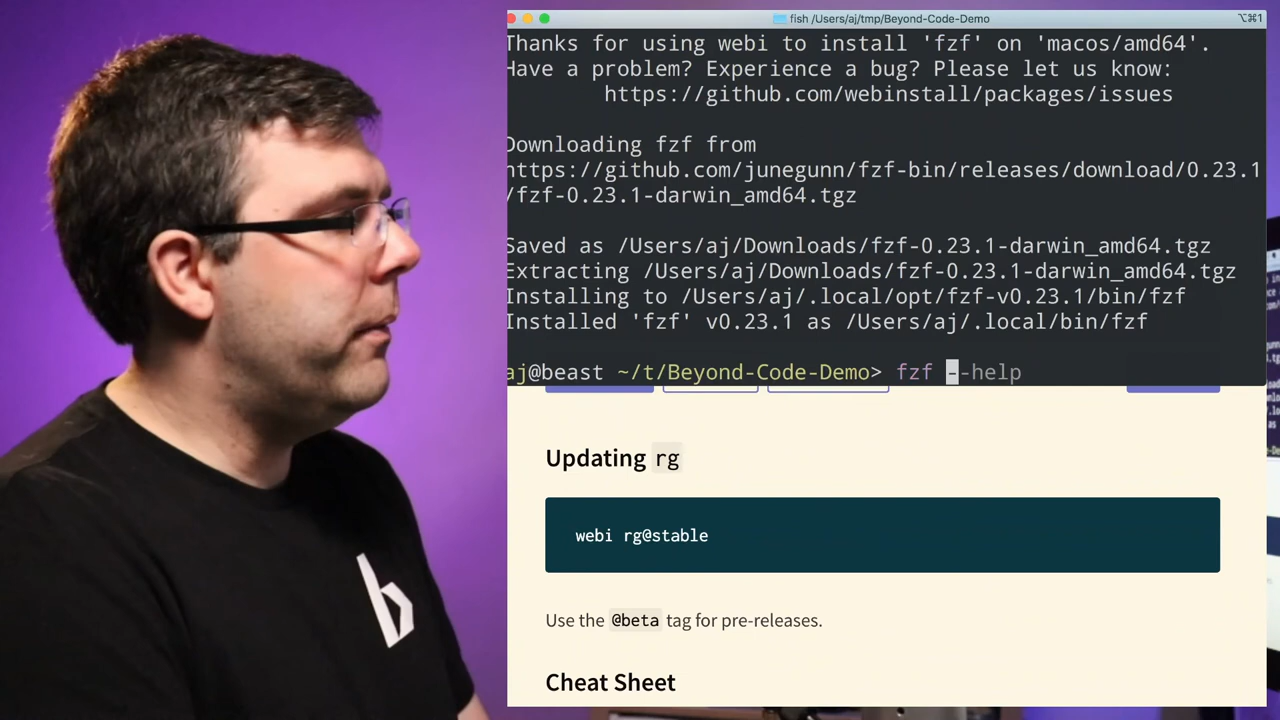 fish /Users/aj/tmp/Beyond-Code-Demo
⌥⌘1
Thanks for using webi to install 'fzf' on 'macos/amd64'.
Have a problem? Experience a bug? Please let us know:
https://github.com/webinstall/packages/issues
Downloading fzf from
https://github.com/junegunn/fzf-bin/releases/download/0.23.1
/fzf-0.23.1-darwin_amd64.tgz
Saved as /Users/aj/Downloads/fzf-0.23.1-darwin_amd64.tgz
Extracting /Users/aj/Downloads/fzf-0.23.1-darwin_amd64.tgz
Installing to /Users/aj/.local/opt/fzf-v0.23.1/bin/fzf
Installed 'fzf' v0.23.1 as /Users/aj/.local/bin/fzf
aj@beast ~/t/Beyond-Code-Demo> fzf --help
Updating rg
webi rg@stable
Use the @beta tag for pre-releases.
Cheat Sheet
b